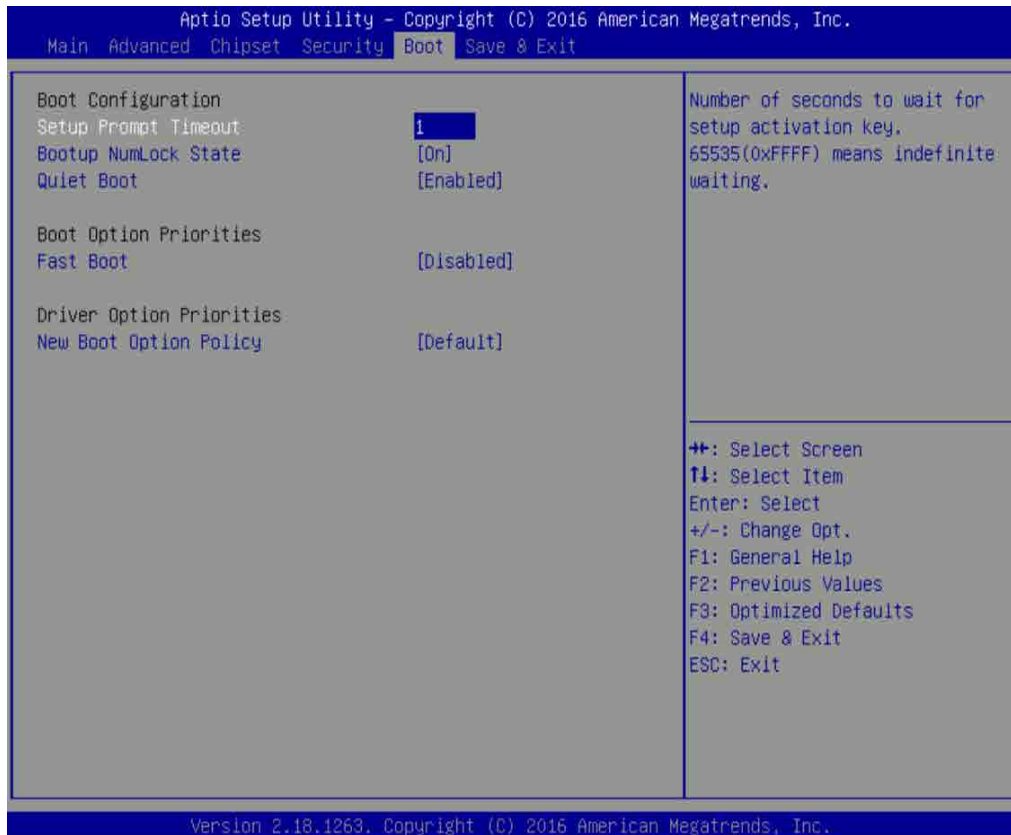 Aptio Setup Utility – Copyright (C) 2016 American Megatrends, Inc.
Main Advanced Chipset Security Boot Save & Exit
Boot Configuration
Setup Prompt Timeout 1
Bootup NumLock State [On]
Quiet Boot [Enabled]
Boot Option Priorities
Fast Boot [Disabled]
Driver Option Priorities
New Boot Option Policy [Default]
Number of seconds to wait for
setup activation key.
65535(0xFFFF) means indefinite
waiting.
→←: Select Screen
↑↓: Select Item
Enter: Select
+/-: Change Opt.
F1: General Help
F2: Previous Values
F3: Optimized Defaults
F4: Save & Exit
ESC: Exit
Version 2.18.1263. Copyright (C) 2016 American Megatrends, Inc.